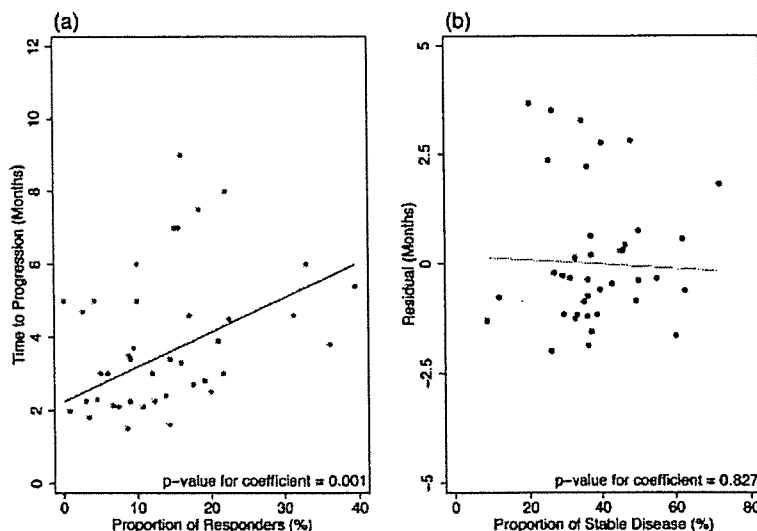 (a)
12
10
8
6
4
2
0
Time to Progression (Months)
p-value for coefficient = 0.001
0 10 20 30 40
Proportion of Responders (%)
(b)
5
2.5
0
−2.5
−5
Residual (Months)
p-value for coefficient = 0.827
0 20 40 60 80
Proportion of Stable Disease (%)